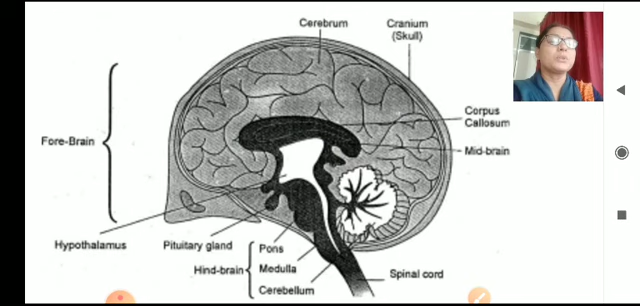 Cerebrum
Cranium
(Skull)
Corpus
Callosum
Fore-Brain
Mid-brain
Hypothalamus
Pituitary gland
Pons
Hind-brain
Medulla
Spinal cord
Cerebellum